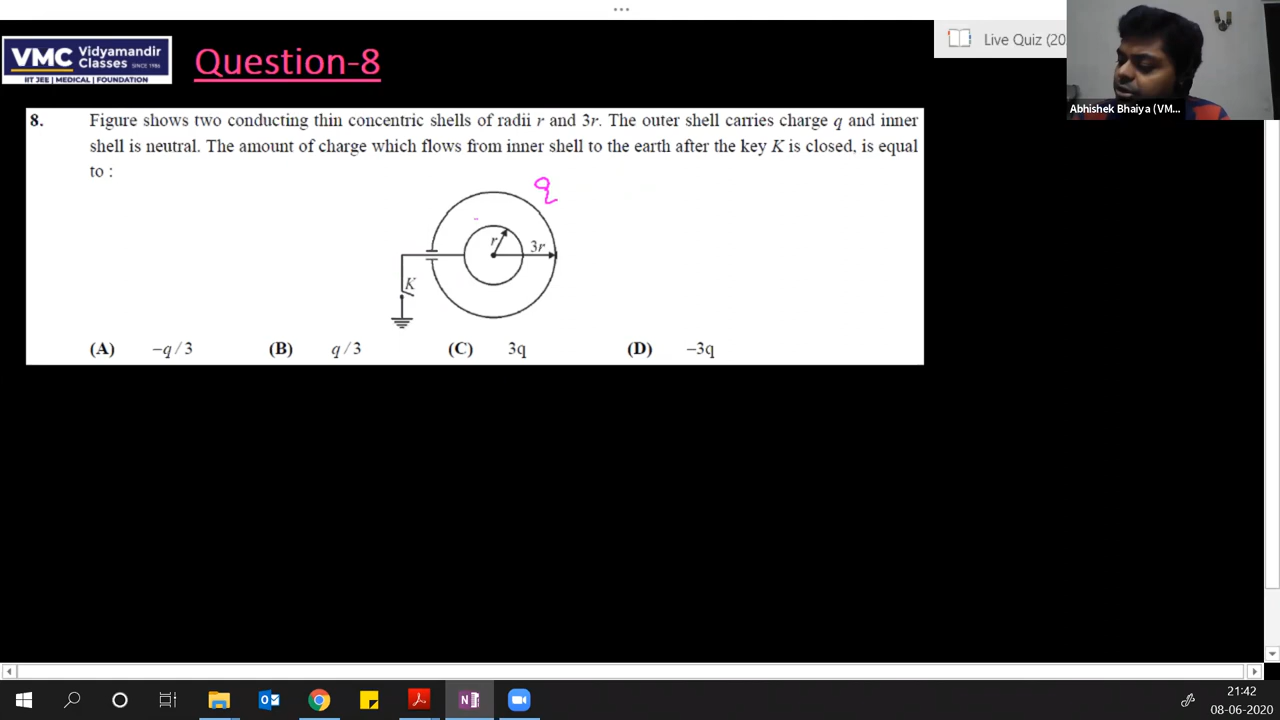 VMC Vidyamandir
Classes SINCE 1986
IIT JEE | MEDICAL | FOUNDATION
Question-8
Live Quiz (20
Abhishek Bhaiya (VM...
8. Figure shows two conducting thin concentric shells of radii r and 3r. The outer shell carries charge q and inner
shell is neutral. The amount of charge which flows from inner shell to the earth after the key K is closed, is equal
to :
q
r
3r
K
(A) −q / 3 (B) q / 3 (C) 3q (D) −3q
21:42
08-06-2020